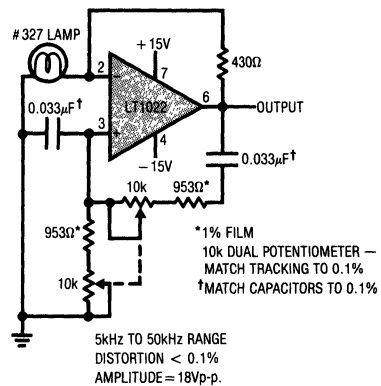 #327 LAMP
+15V
2
7
430Ω
LT1022
6
OUTPUT
0.033µF†
3
4
−15V
0.033µF†
10k
953Ω*
953Ω*
10k
*1% FILM
10k DUAL POTENTIOMETER —
MATCH TRACKING TO 0.1%
†MATCH CAPACITORS TO 0.1%
5kHz TO 50kHz RANGE
DISTORTION < 0.1%
AMPLITUDE = 18Vp-p.